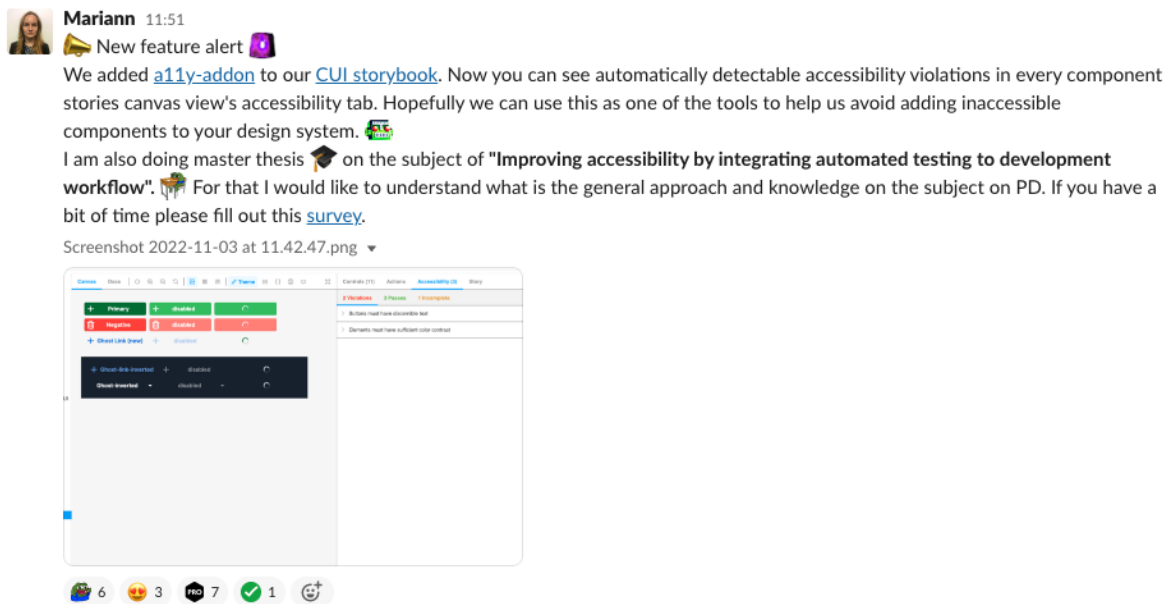 Mariann 11:51
New feature alert
We added a11y-addon to our CUI storybook. Now you can see automatically detectable accessibility violations in every component
stories canvas view's accessibility tab. Hopefully we can use this as one of the tools to help us avoid adding inaccessible
components to your design system.
I am also doing master thesis on the subject of "Improving accessibility by integrating automated testing to development
workflow". For that I would like to understand what is the general approach and knowledge on the subject on PD. If you have a
bit of time please fill out this survey.
Screenshot 2022-11-03 at 11.42.47.png
Canvas Docs Theme Controls (11) Actions Accessibility (3) Story
2 Violations 3 Passes 1 Incomplete
Primary disabled
Buttons must have discernible text
Negative disabled
Elements must have sufficient color contrast
Ghost Link (new) disabled
Ghost-link-inverted disabled
Ghost-inverted disabled
6 3 PRO 7 1